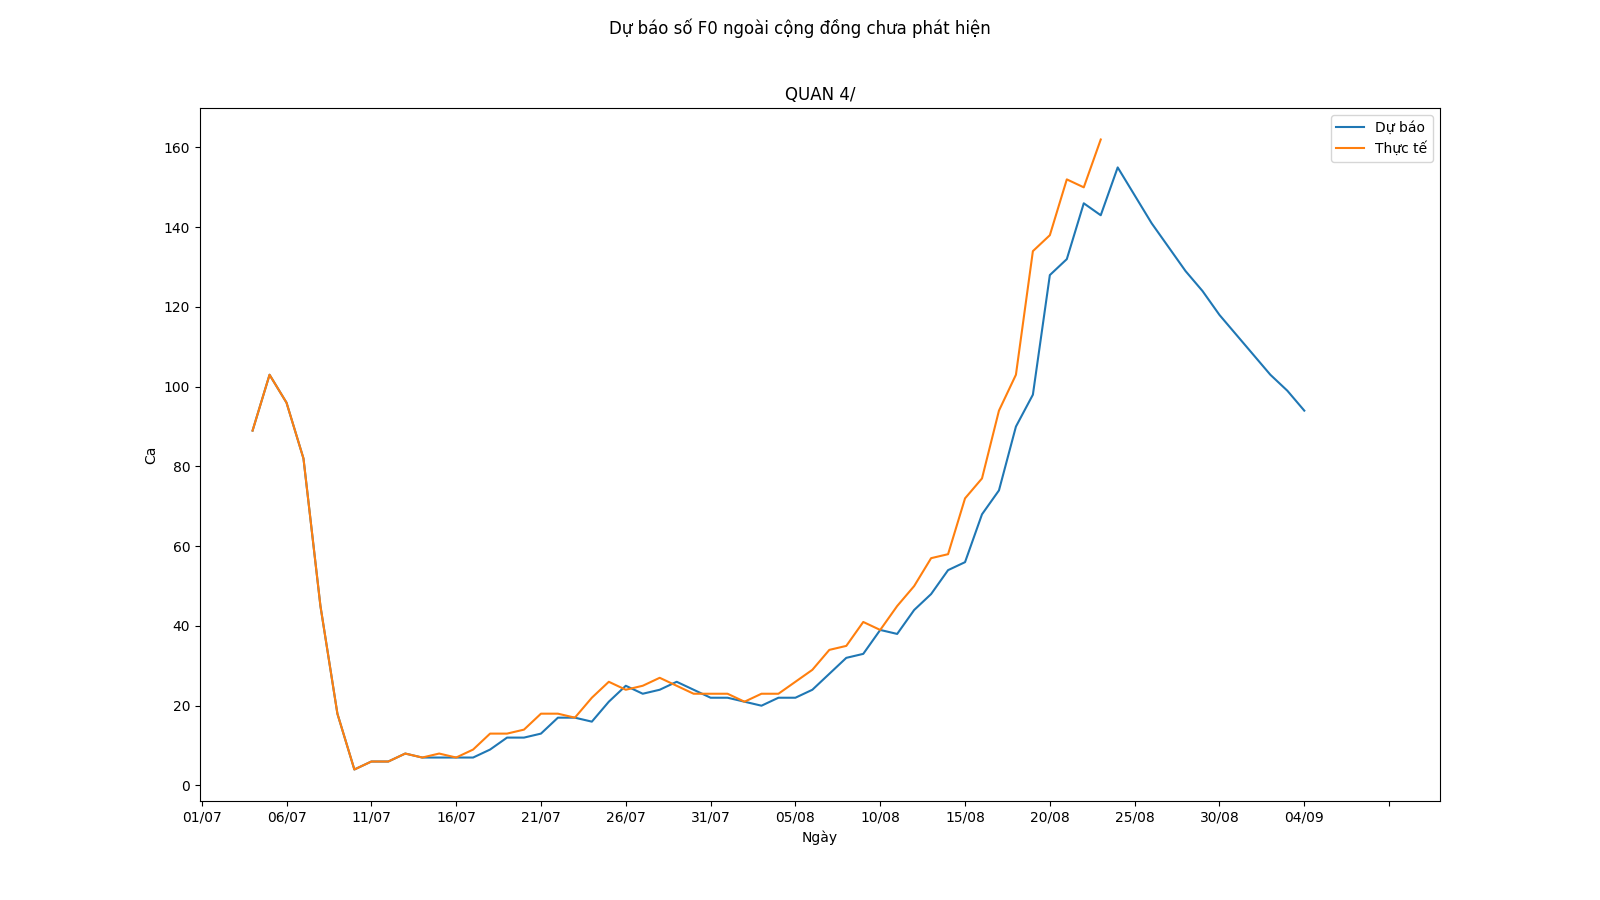 Dự báo số F0 ngoài cộng đồng chưa phát hiện
QUAN 4/
Dự báo
Thực tế
160
140
120
100
80
60
40
20
0
Ca
01/07 06/07 11/07 16/07 21/07 26/07 31/07 05/08 10/08 15/08 20/08 25/08 30/08 04/09
Ngày